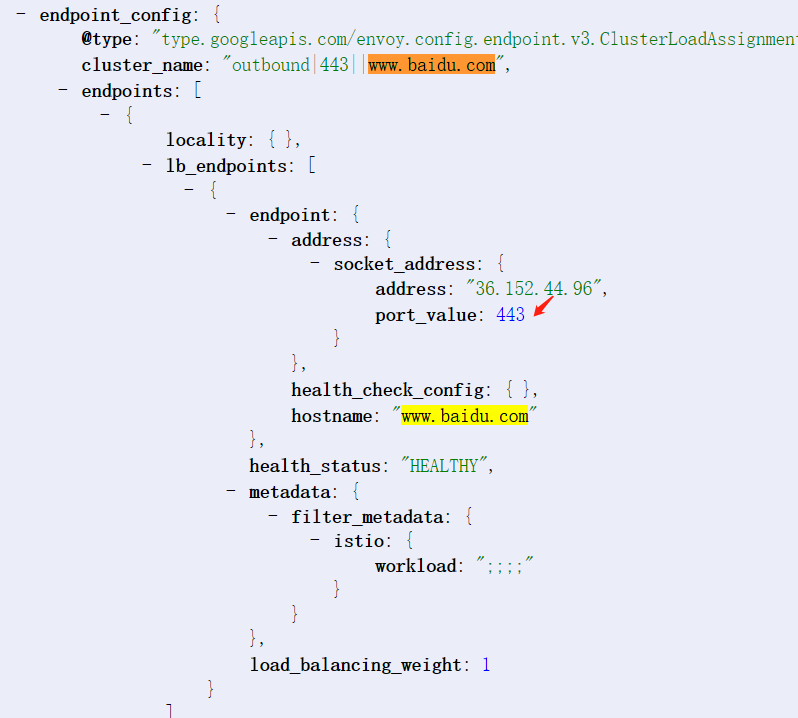 − endpoint_config: {
@type: "type.googleapis.com/envoy.config.endpoint.v3.ClusterLoadAssignment
cluster_name: "outbound|443||www.baidu.com",
− endpoints: [
− {
locality: { },
− lb_endpoints: [
− {
− endpoint: {
− address: {
− socket_address: {
address: "36.152.44.96",
port_value: 443
}
},
health_check_config: { },
hostname: "www.baidu.com"
},
health_status: "HEALTHY",
− metadata: {
− filter_metadata: {
− istio: {
workload: ";;;;"
}
}
},
load_balancing_weight: 1
}
]